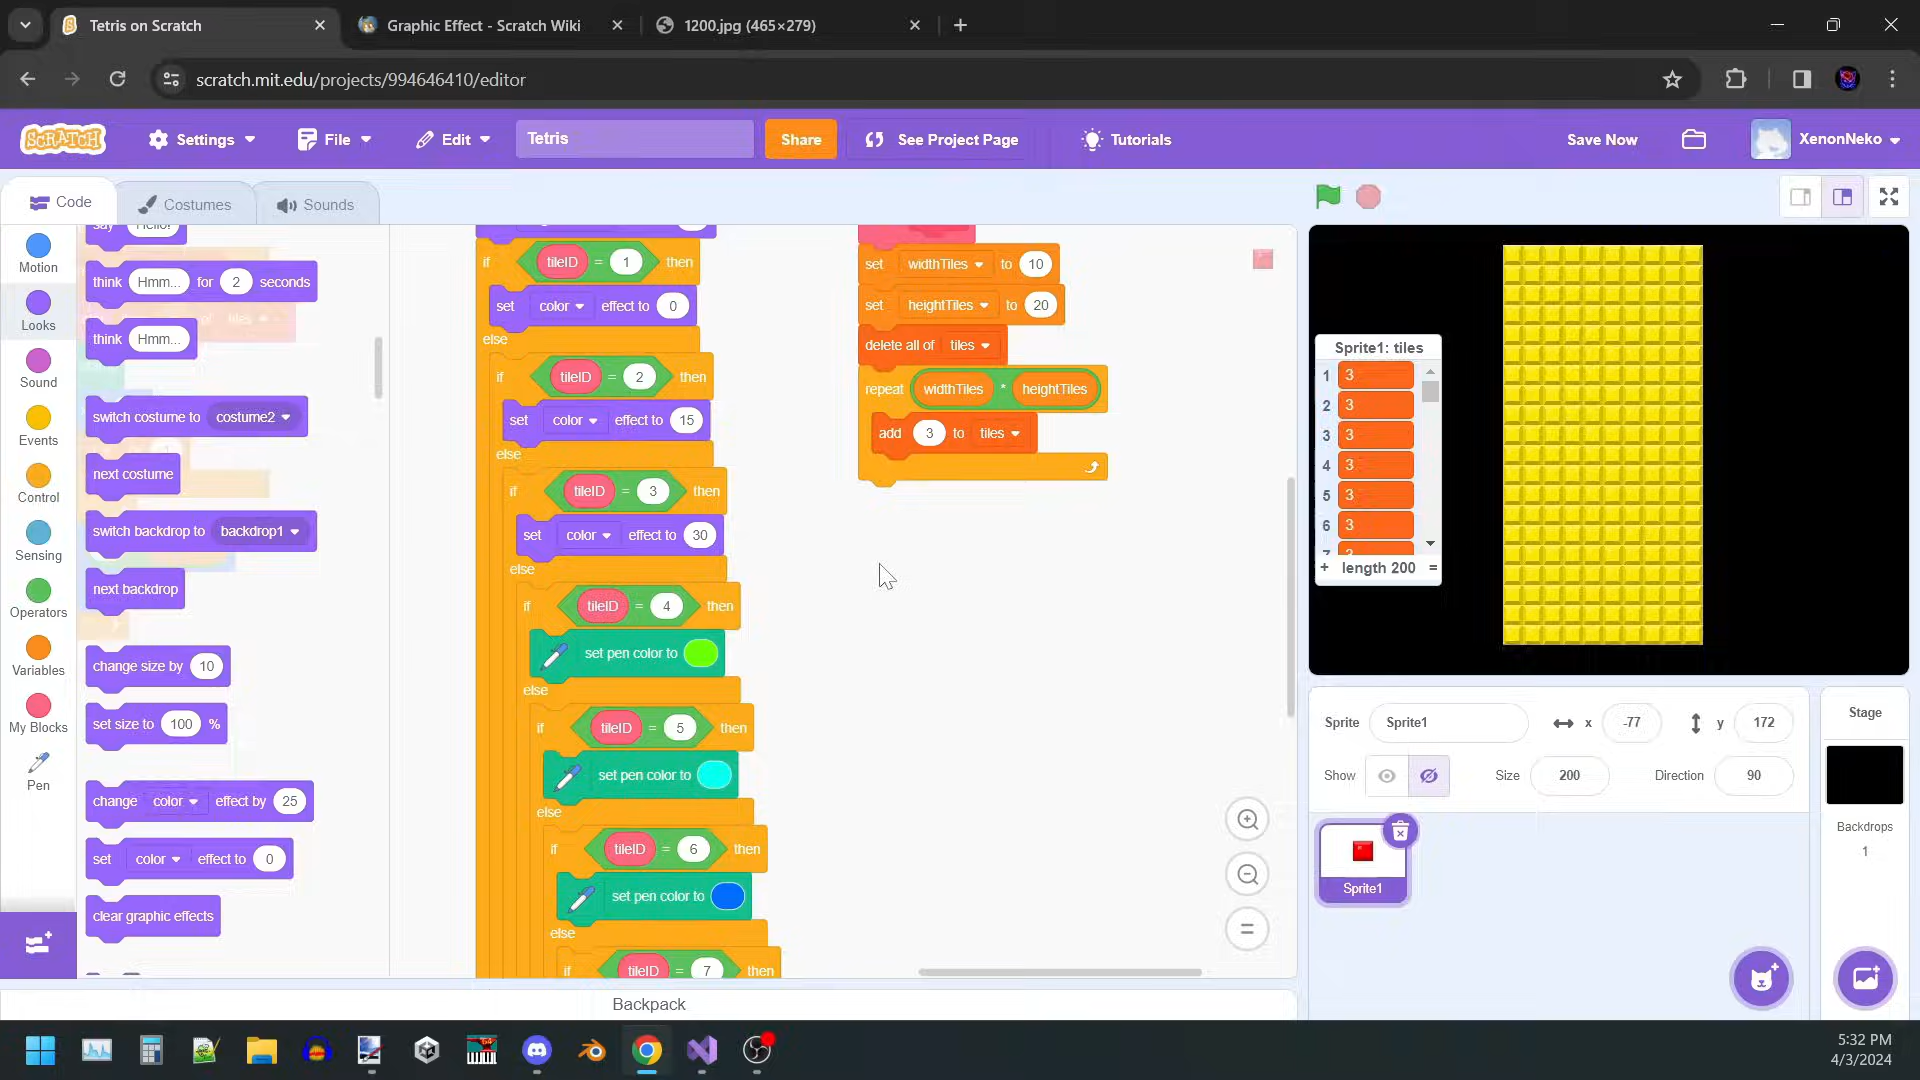 Tetris on Scratch
Graphic Effect - Scratch Wiki
1200.jpg (465×279)
scratch.mit.edu/projects/994646410/editor
SCRATCH
Settings
File
Edit
Tetris
Share
See Project Page
Tutorials
Save Now
XenonNeko
Code
Costumes
Sounds
Motion
Looks
Sound
Events
Control
Sensing
Operators
Variables
My Blocks
Pen
say Hello!
think Hmm... for 2 seconds
think Hmm...
switch costume to costume2
next costume
switch backdrop to backdrop1
next backdrop
change size by 10
set size to 100 %
change color effect by 25
set color effect to 0
clear graphic effects
if tileID = 1 then
set color effect to 0
else
if tileID = 2 then
set color effect to 15
else
if tileID = 3 then
set color effect to 30
else
if tileID = 4 then
set pen color to
else
if tileID = 5 then
set pen color to
else
if tileID = 6 then
set pen color to
else
if tileID = 7 then
set widthTiles to 10
set heightTiles to 20
delete all of tiles
repeat widthTiles * heightTiles
add 3 to tiles
Sprite1: tiles
1 3
2 3
3 3
4 3
5 3
6 3
7 3
+ length 200 =
Sprite Sprite1 x -77 y 172
Show Size 200 Direction 90
Sprite1
Stage
Backdrops
1
Backpack
5:32 PM
4/3/2024